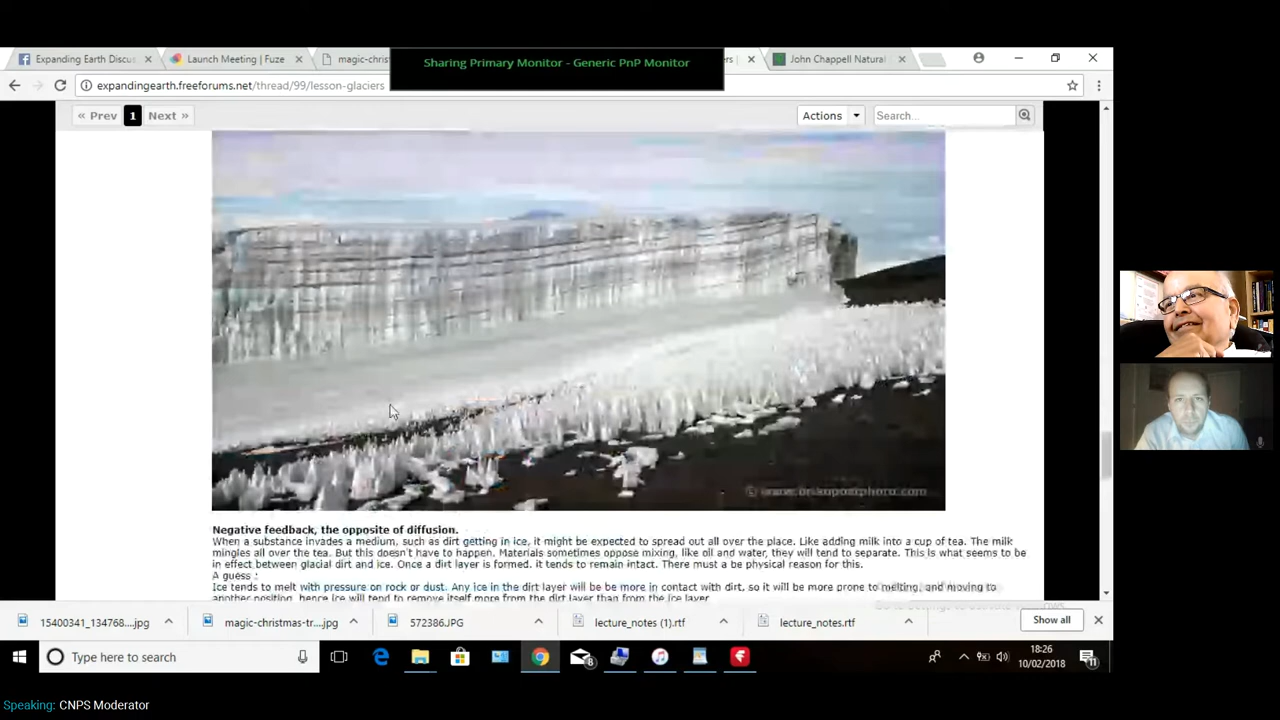 Sharing Primary Monitor - Generic PnP Monitor
Expanding Earth Discu
Launch Meeting | Fuze
magic-christ
John Chappell Natural
expandingearth.freeforums.net/thread/99/lesson-glaciers
« Prev 1 Next »
Actions
Search...
Negative feedback, the opposite of diffusion.
When a substance invades a medium, such as dirt getting in ice, it might be expected to spread out all over the place. Like adding milk into a cup of tea. The milk
mingles all over the tea. But this doesn't have to happen. Materials sometimes oppose mixing, like oil and water, they will tend to separate. This is what seems to be
in effect between glacial dirt and ice. Once a dirt layer is formed, it tends to remain intact. There must a be physical reason for this.
A guess :
Ice tends to melt with pressure on rock or dust. Any ice in the dirt layer will be be more in contact with dirt, so it will be more prone to melting, and moving to
another position, hence ice will tend to remove itself more from the dirt layer than from the ice layer
15400341_134768....jpg
magic-christmas-tr....jpg
572386.JPG
lecture_notes (1).rtf
lecture_notes.rtf
Show all
Type here to search
8
18:26
10/02/2018
11
Speaking: CNPS Moderator